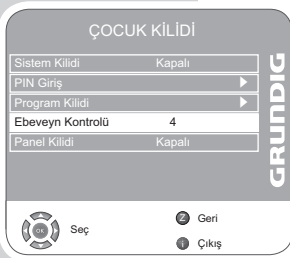 ÇOCUK KİLİDİ
Sistem Kilidi Kapalı
PIN Giriş
Program Kilidi
Ebeveyn Kontrolü 4
Panel Kilidi Kapalı
GRUNDIG
OK Seç
Z Geri
i Çıkış